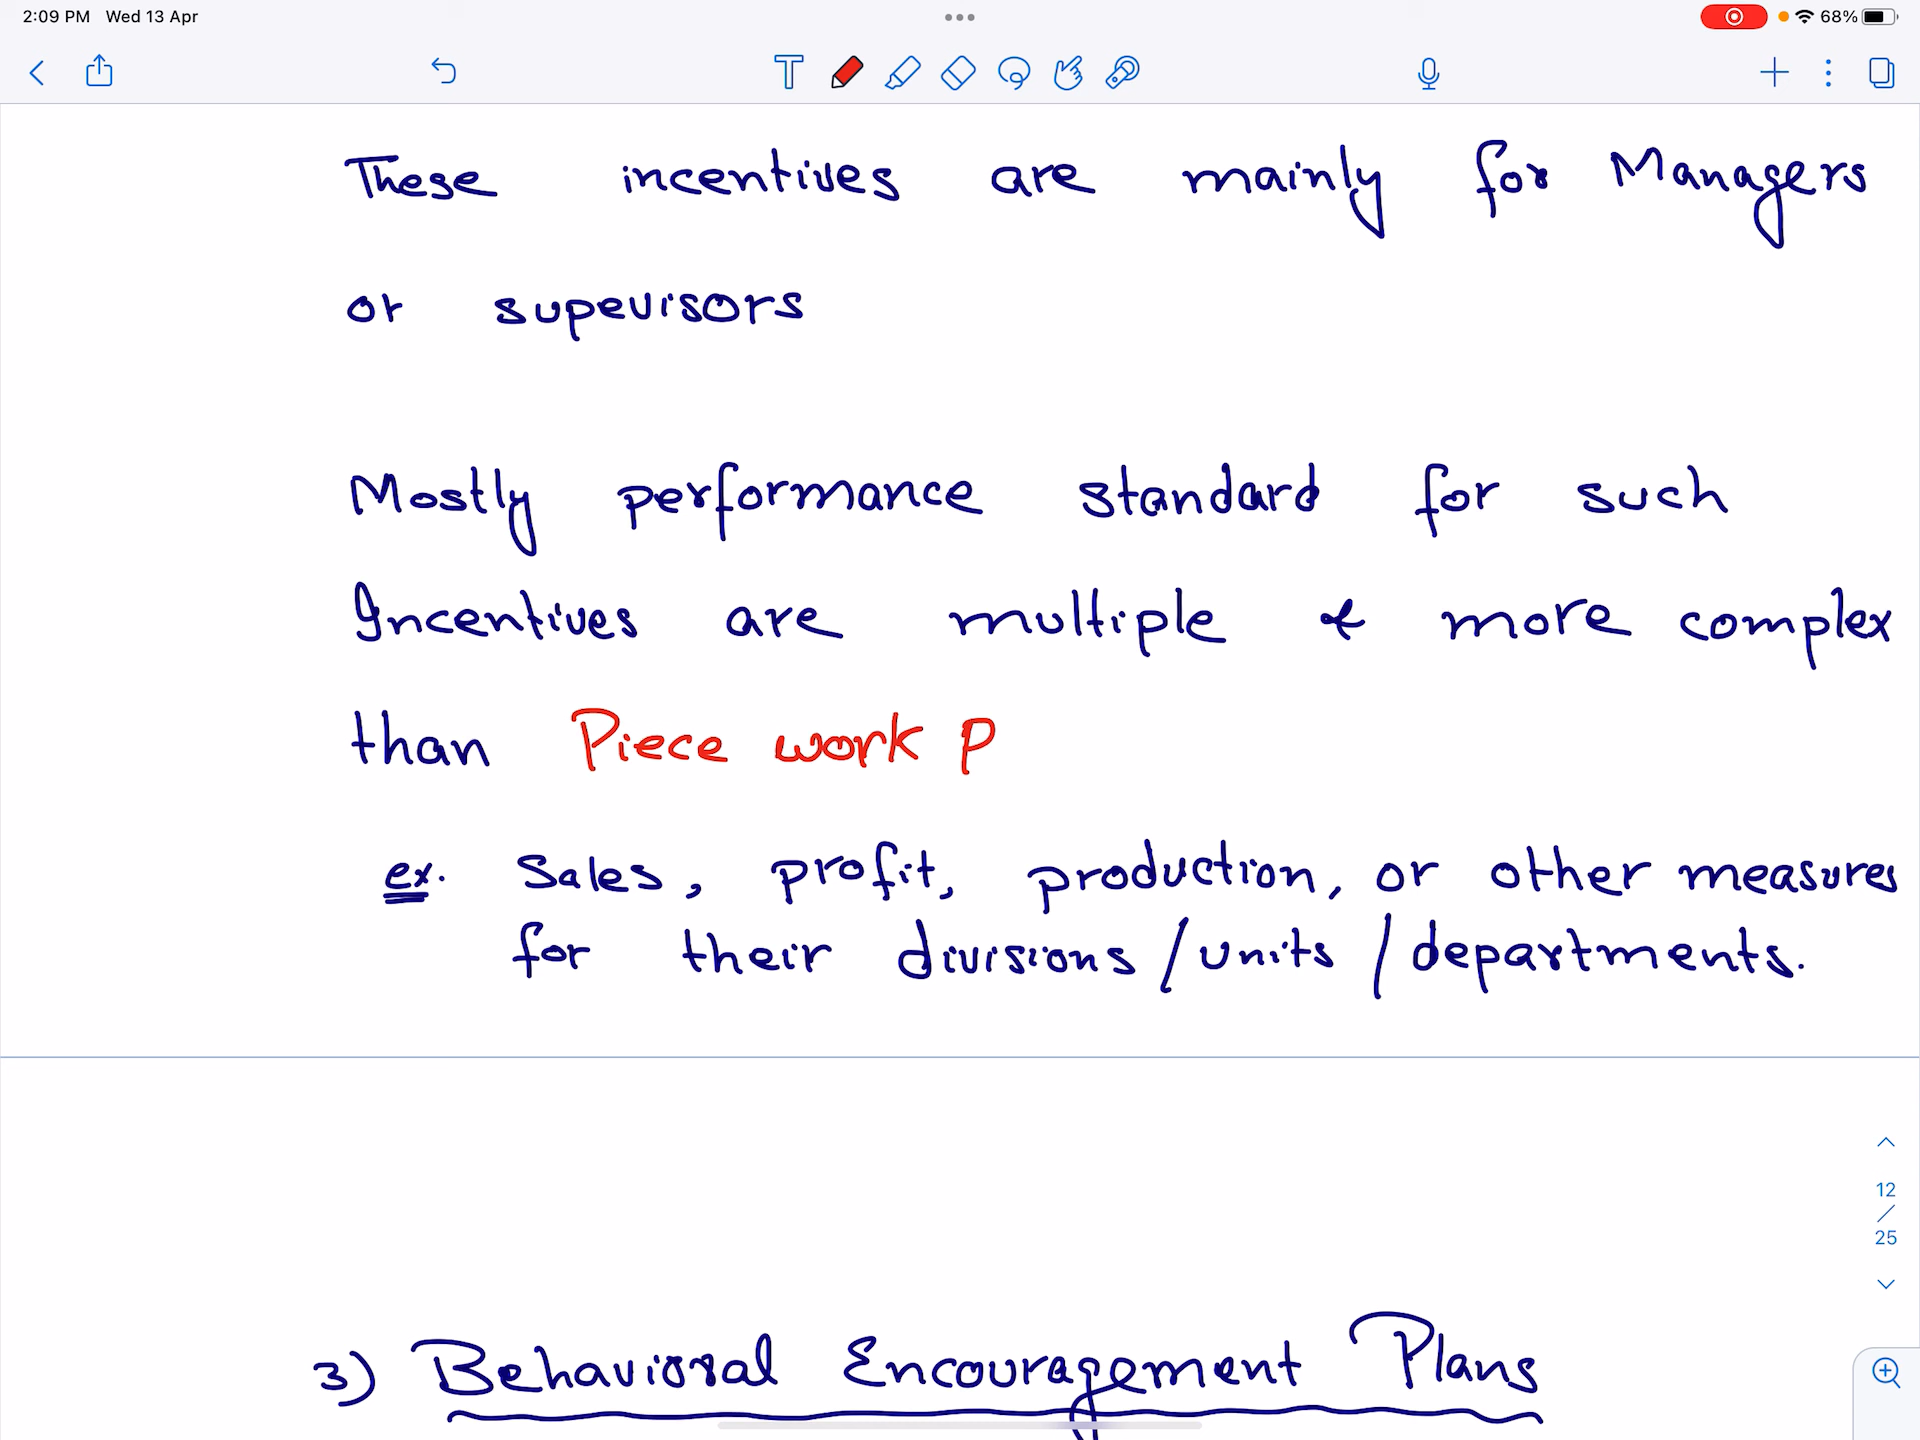 2:09 PM Wed 13 Apr
68%
These incentives are mainly for Managers
or supevisors
Mostly performance standard for such
Incentives are multiple & more complex
than Piece work P
ex. Sales, profit, production, or other measures
for their divisions / units / departments.
12
/
25
3) Behavioral Encouragement Plans